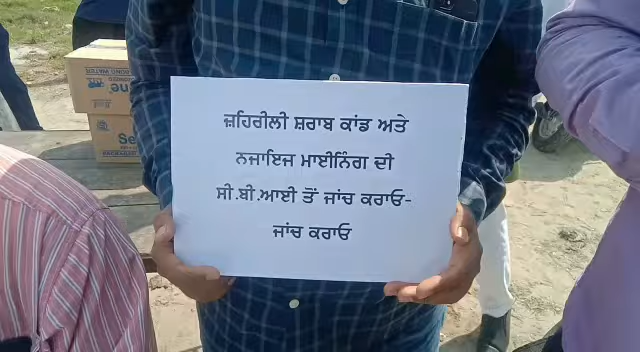 ਜ਼ਹਿਰੀਲੀ ਸ਼ਰਾਬ ਕਾਂਡ ਅਤੇ
ਨਜਾਇਜ ਮਾਈਨਿੰਗ ਦੀ
ਸੀ.ਬੀ.ਆਈ ਤੋਂ ਜਾਂਚ ਕਰਾਓ-
ਜਾਂਚ ਕਰਾਓ